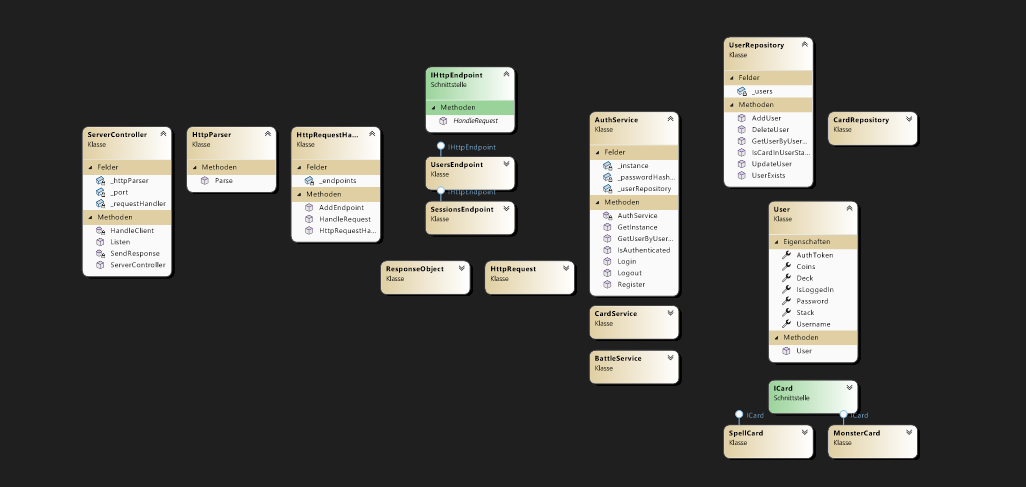 ServerController
Klasse
Felder
_httpParser
_port
_requestHandler
Methoden
HandleClient
Listen
SendResponse
ServerController
HttpParser
Klasse
Methoden
Parse
HttpRequestHa...
Klasse
Felder
_endpoints
Methoden
AddEndpoint
HandleRequest
HttpRequestHa...
IHttpEndpoint
Schnittstelle
Methoden
HandleRequest
IHttpEndpoint
UsersEndpoint
Klasse
IHttpEndpoint
SessionsEndpoint
Klasse
ResponseObject
Klasse
HttpRequest
Klasse
AuthService
Klasse
Felder
_instance
_passwordHash...
_userRepository
Methoden
AuthService
GetInstance
GetUserByUser...
IsAuthenticated
Login
Logout
Register
CardService
Klasse
BattleService
Klasse
UserRepository
Klasse
Felder
_users
Methoden
AddUser
DeleteUser
GetUserByUser...
IsCardInUserSta...
UpdateUser
UserExists
CardRepository
Klasse
User
Klasse
Eigenschaften
AuthToken
Coins
Deck
IsLoggedIn
Password
Stack
Username
Methoden
User
ICard
Schnittstelle
ICard
SpellCard
Klasse
ICard
MonsterCard
Klasse